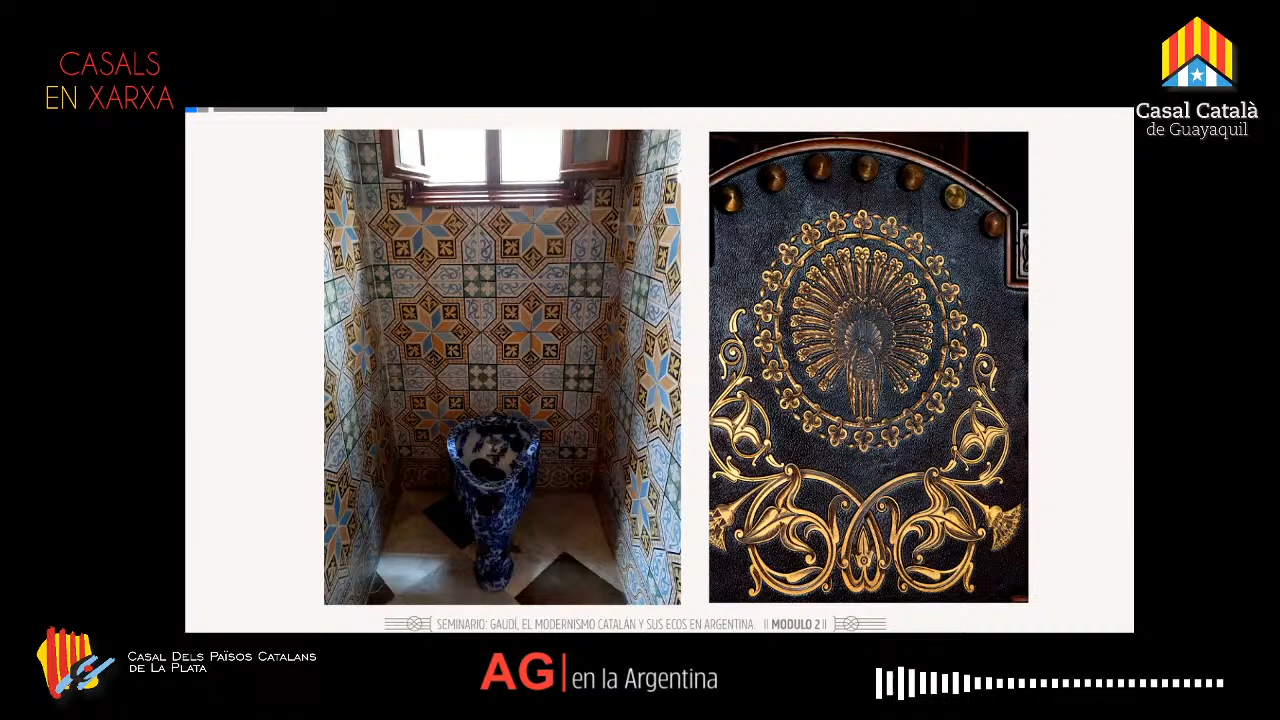 CASALS
EN XARXA
Casal Català
de Guayaquil
SEMINARIO: GAUDÍ, EL MODERNISMO CATALÁN Y SUS ECOS EN ARGENTINA. || MODULO 2 ||
CASAL DELS PAÏSOS CATALANS
DE LA PLATA
AG | en la Argentina